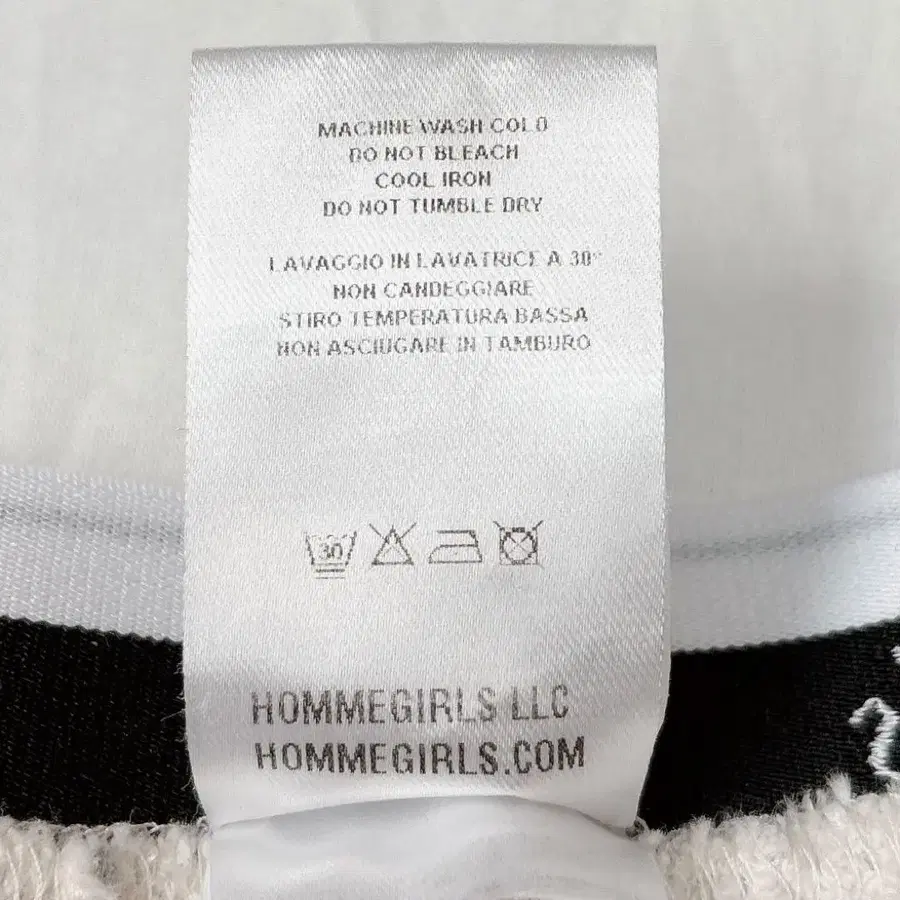 MACHINE WASH COLD
DO NOT BLEACH
COOL IRON
DO NOT TUMBLE DRY
LAVAGGIO IN LAVATRICE A 30°
NON CANDEGGIARE
STIRO TEMPERATURA BASSA
NON ASCIUGARE IN TAMBURO
30
HOMMEGIRLS LLC
HOMMEGIRLS.COM